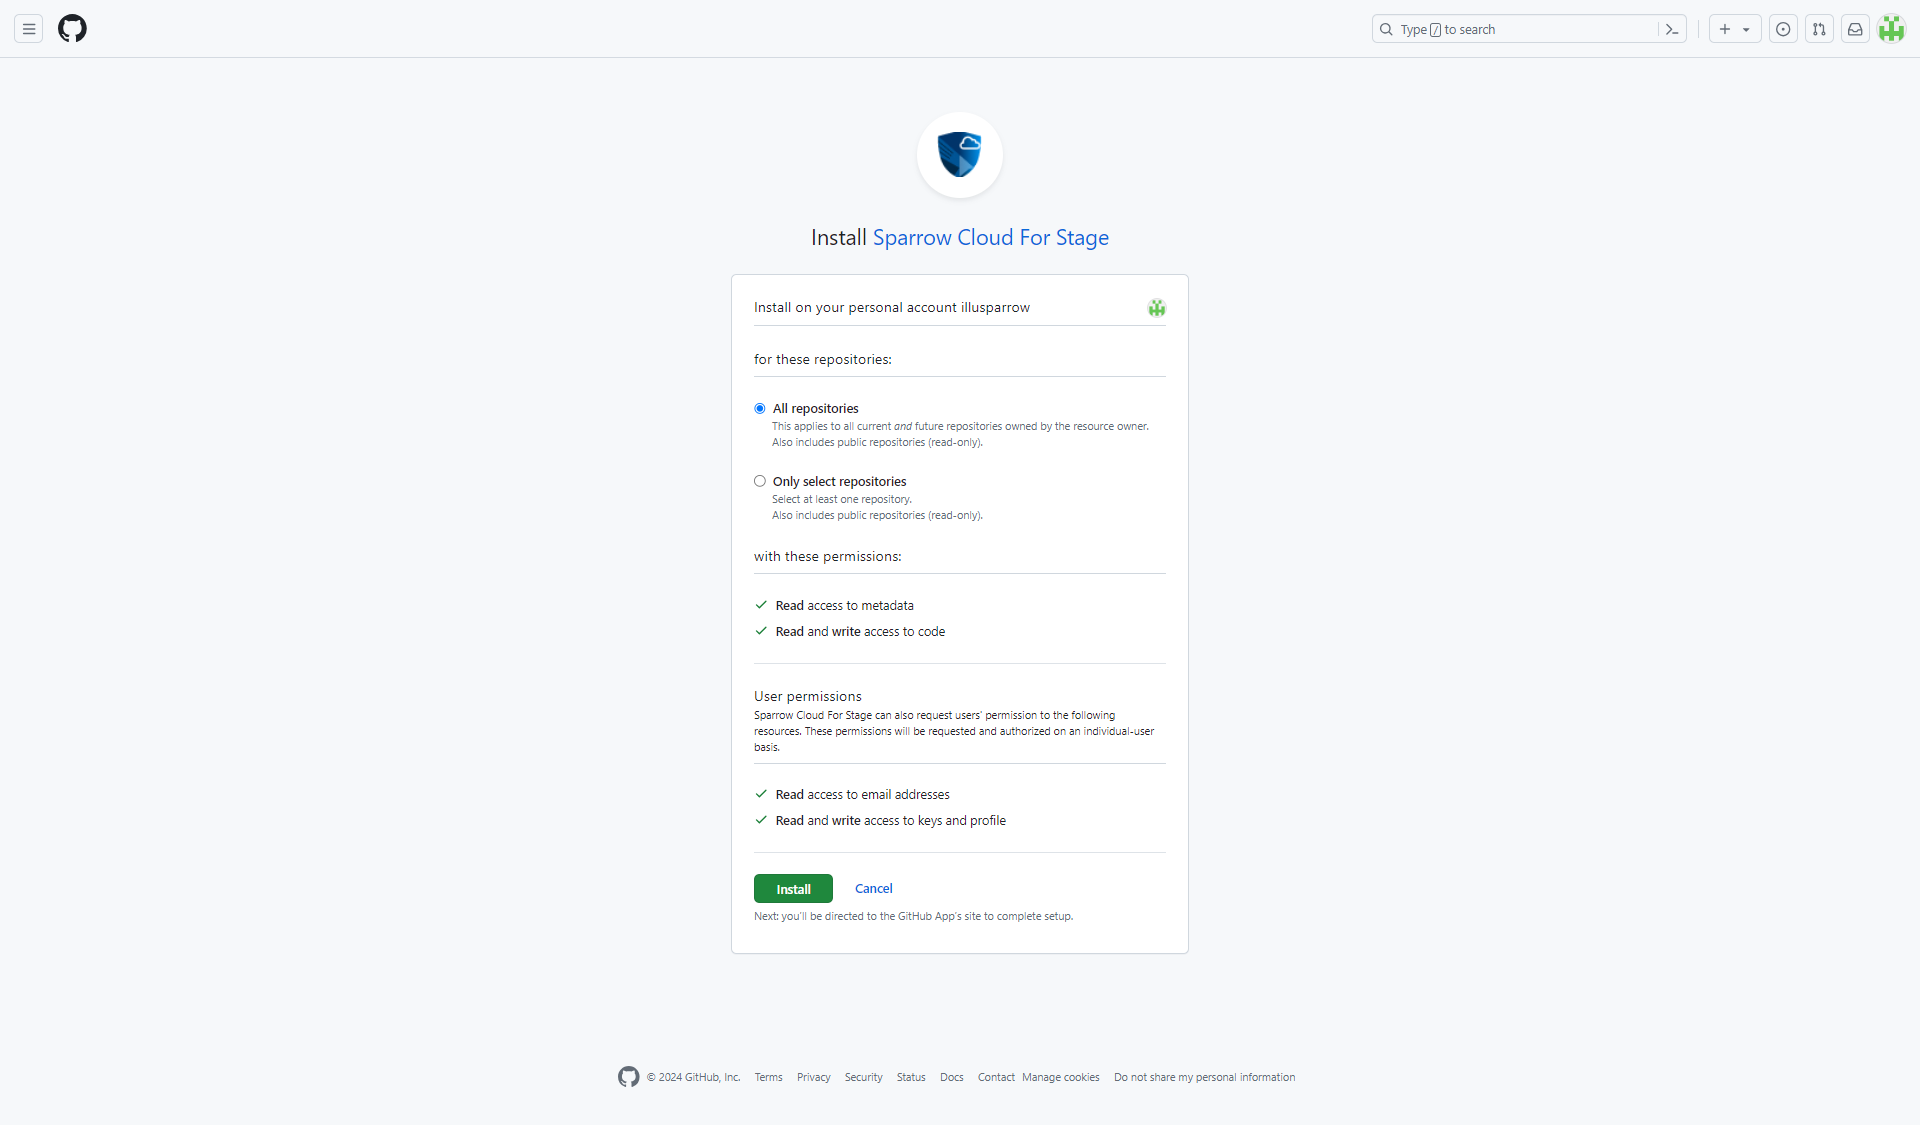 Type / to search
Install Sparrow Cloud For Stage
Install on your personal account illusparrow
for these repositories:
All repositories
This applies to all current and future repositories owned by the resource owner.
Also includes public repositories (read-only).
Only select repositories
Select at least one repository.
Also includes public repositories (read-only).
with these permissions:
Read access to metadata
Read and write access to code
User permissions
Sparrow Cloud For Stage can also request users' permission to the following
resources. These permissions will be requested and authorized on an individual-user
basis.
Read access to email addresses
Read and write access to keys and profile
Install Cancel
Next: you'll be directed to the GitHub App's site to complete setup.
© 2024 GitHub, Inc. Terms Privacy Security Status Docs Contact Manage cookies Do not share my personal information